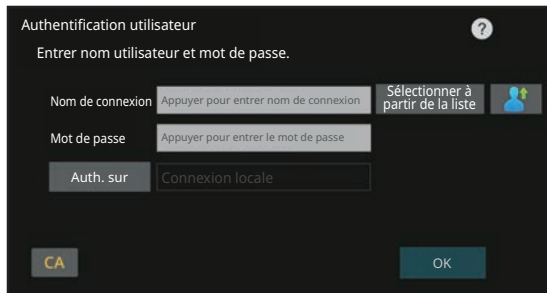 Authentification utilisateur
?
Entrer nom utilisateur et mot de passe.
Nom de connexion Appuyer pour entrer nom de connexion Sélectionner à
partir de la liste
Mot de passe Appuyer pour entrer le mot de passe
Auth. sur Connexion locale
CA OK